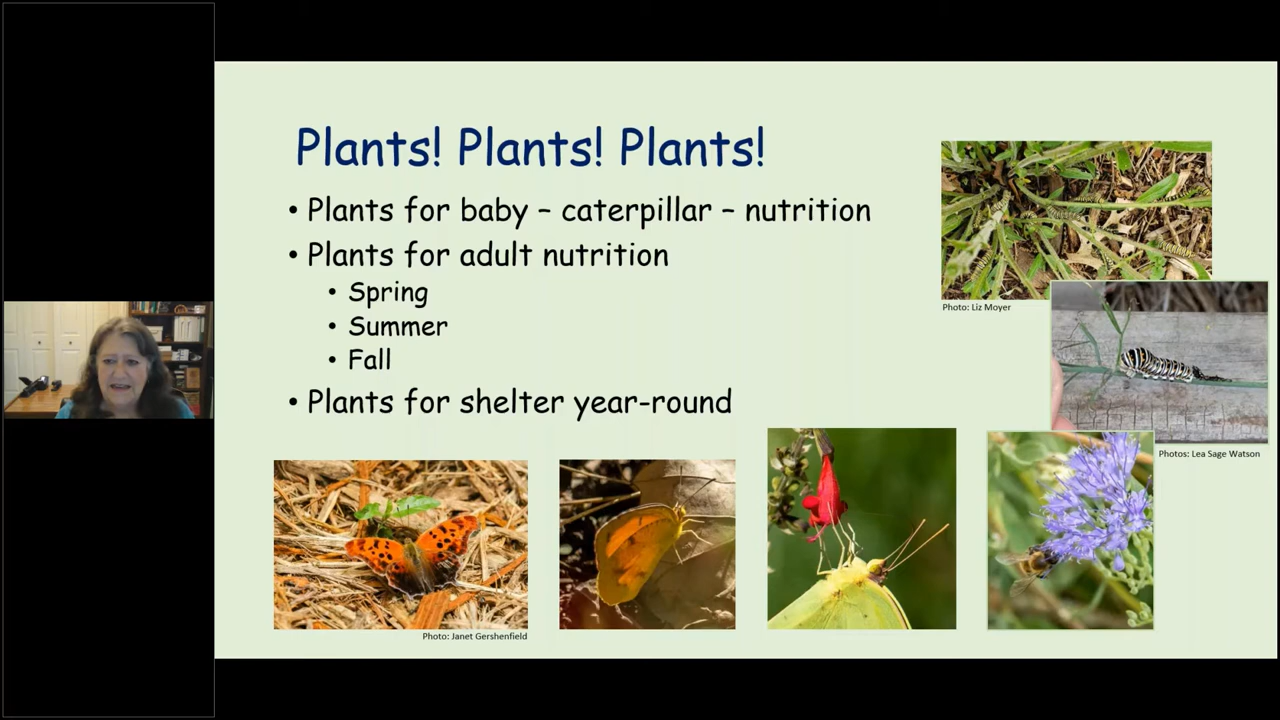 Plants! Plants! Plants!
• Plants for baby – caterpillar – nutrition
• Plants for adult nutrition
• Spring
• Summer
• Fall
• Plants for shelter year-round
Photo: Liz Moyer
Photos: Lea Sage Watson
Photo: Janet Gershenfield